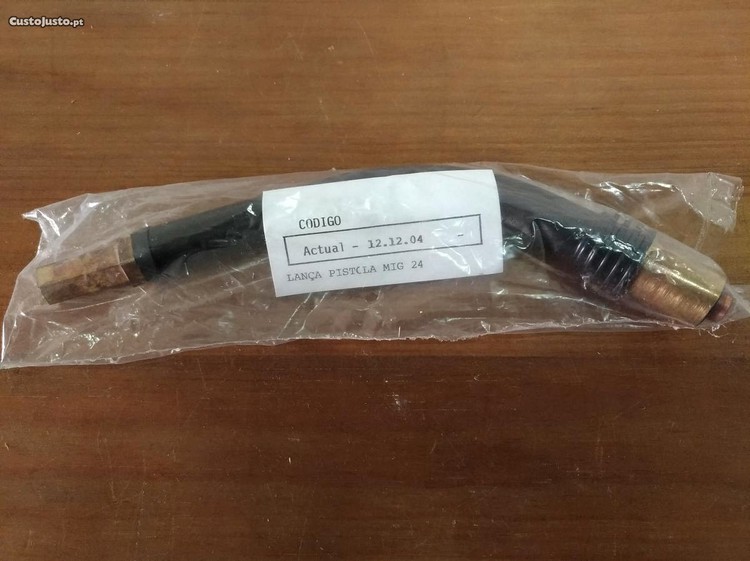 CustoJusto.pt
CODIGO
Actual - 12.12.04
LANÇA PISTOLA MIG 24